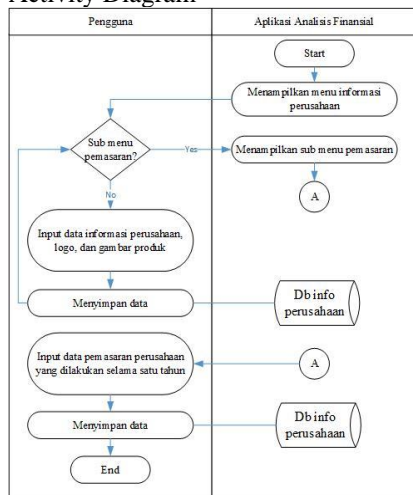 Activity Diagram
Pengguna
Aplikasi Analisis Finansial
Start
Menampilkan menu informasi
perusahaan
Sub menu
pemasaran?
Yes
Menampilkan sub menu pemasaran
No
A
Input data informasi perusahaan,
logo, dan gambar produk
Menyimpan data
Db info
perusahaan
Input data pemasaran perusahaan
yang dilakukan selama satu tahun
A
Menyimpan data
Db info
perusahaan
End